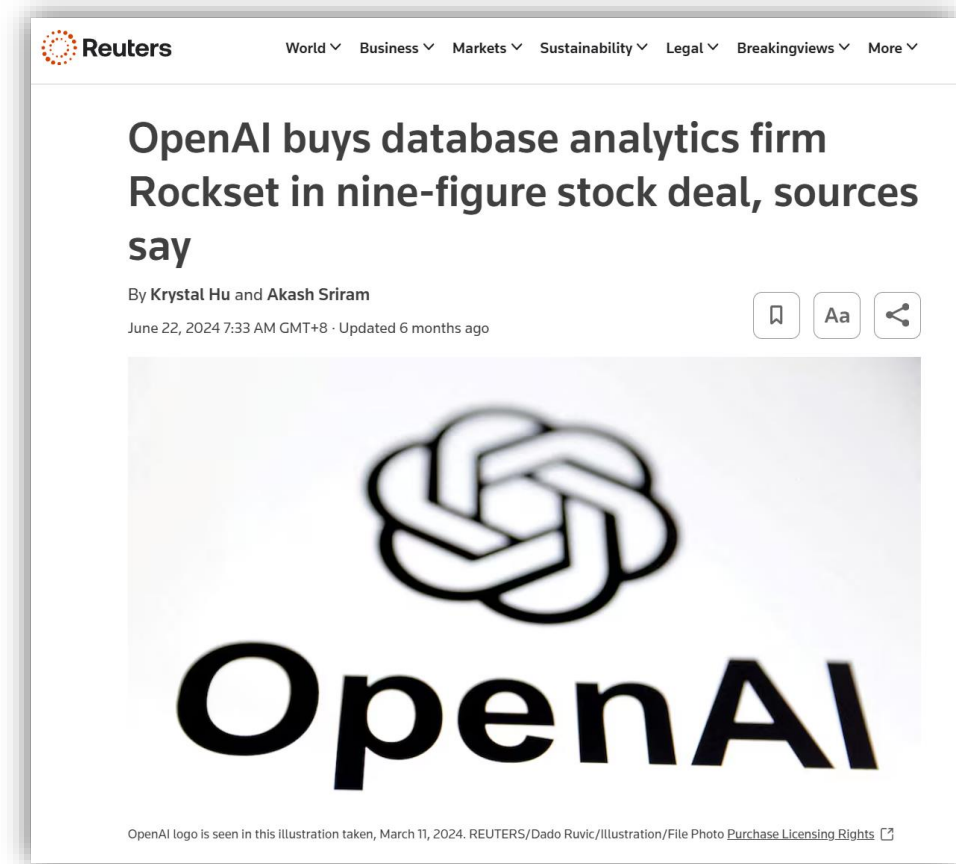 Reuters
World Business Markets Sustainability Legal Breakingviews More
OpenAI buys database analytics firm
Rockset in nine-figure stock deal, sources
say
By Krystal Hu and Akash Sriram
June 22, 2024 7:33 AM GMT+8 · Updated 6 months ago
Aa
OpenAI
OpenAI logo is seen in this illustration taken, March 11, 2024. REUTERS/Dado Ruvic/Illustration/File Photo Purchase Licensing Rights